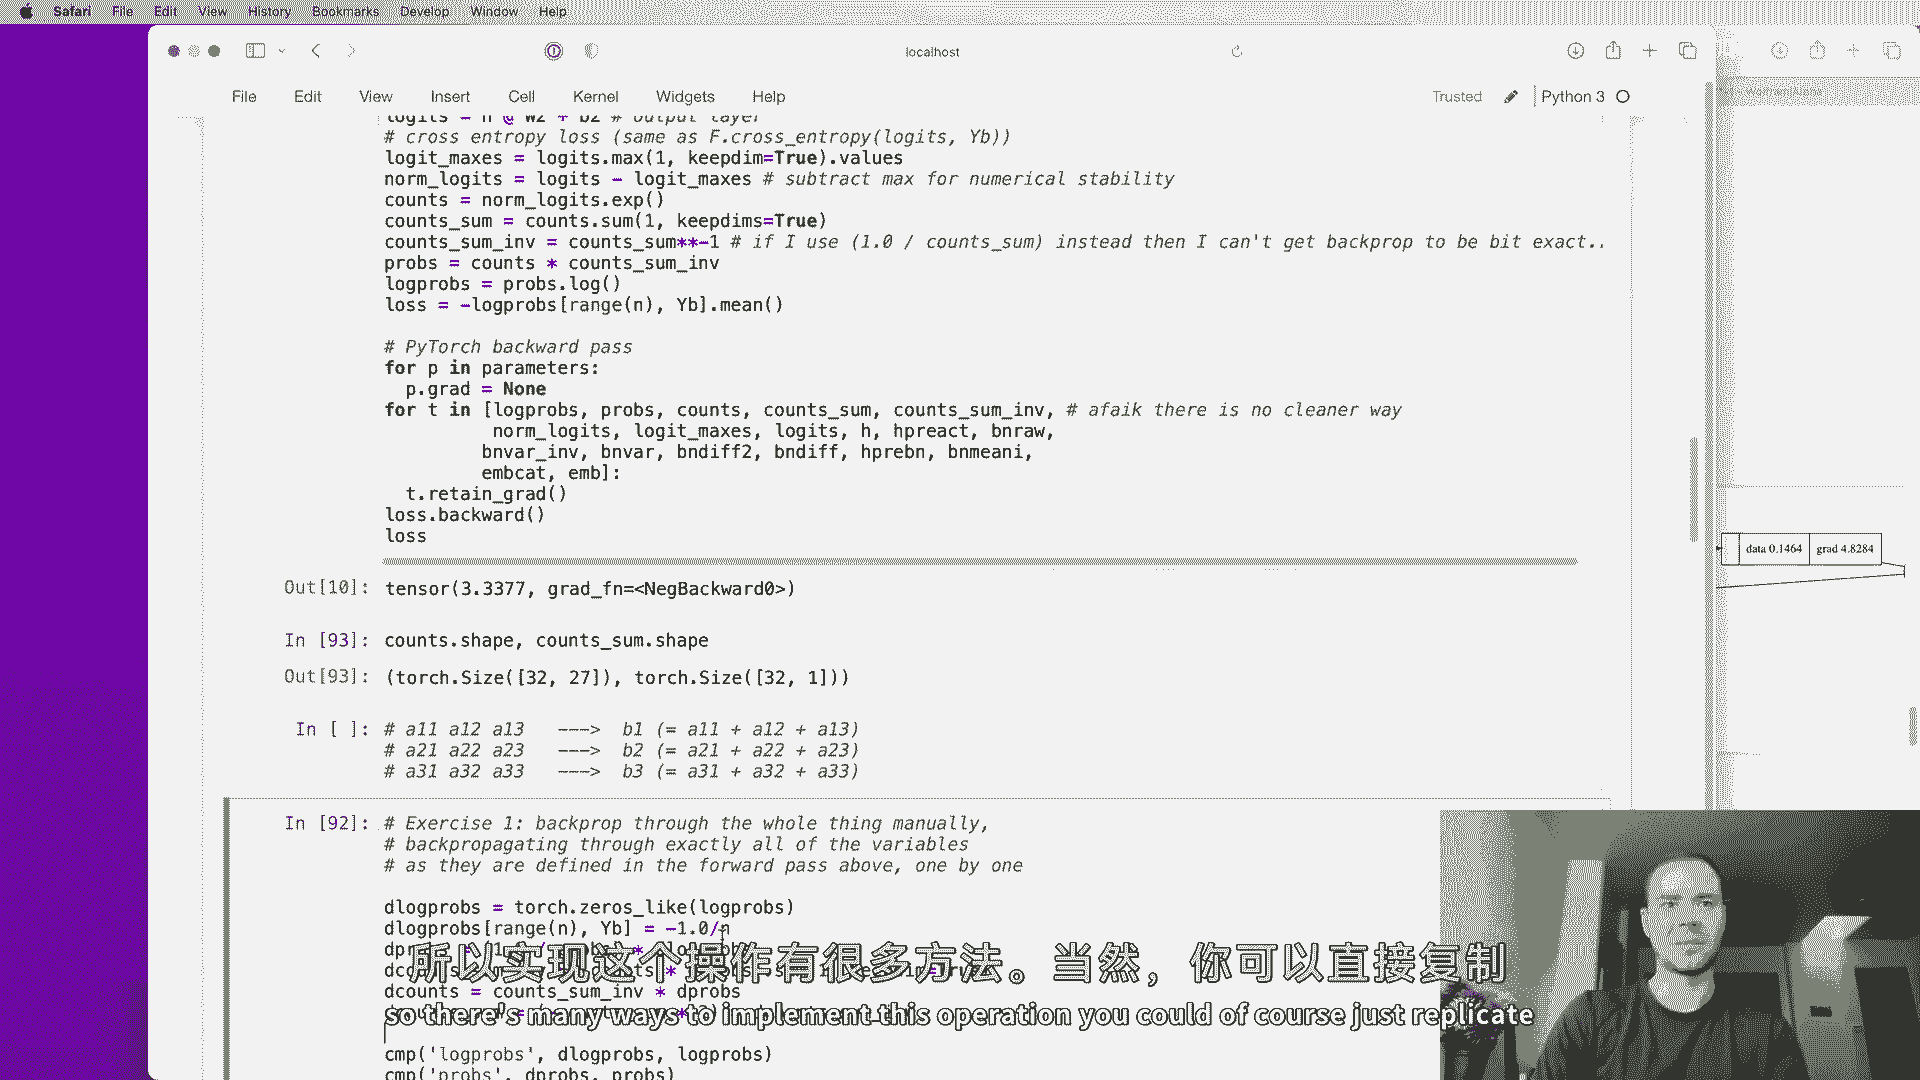 Safari File Edit View History Bookmarks Develop Window Help
localhost
File Edit View Insert Cell Kernel Widgets Help
Trusted Python 3
logits = h @ W2 + b2 # output layer
# cross entropy loss (same as F.cross_entropy(logits, Yb))
logit_maxes = logits.max(1, keepdim=True).values
norm_logits = logits - logit_maxes # subtract max for numerical stability
counts = norm_logits.exp()
counts_sum = counts.sum(1, keepdims=True)
counts_sum_inv = counts_sum**-1 # if I use (1.0 / counts_sum) instead then I can't get backprop to be bit exact..
probs = counts * counts_sum_inv
logprobs = probs.log()
loss = -logprobs[range(n), Yb].mean()
# PyTorch backward pass
for p in parameters:
p.grad = None
for t in [logprobs, probs, counts, counts_sum, counts_sum_inv, # afaik there is no cleaner way
norm_logits, logit_maxes, logits, h, hpreact, bnraw,
bnvar_inv, bnvar, bndiff2, bndiff, hprebn, bnmeani,
embcat, emb]:
t.retain_grad()
loss.backward()
loss
Out[10]: tensor(3.3377, grad_fn=<NegBackward0>)
In [93]: counts.shape, counts_sum.shape
Out[93]: (torch.Size([32, 27]), torch.Size([32, 1]))
In [ ]: # a11 a12 a13 ---> b1 (= a11 + a12 + a13)
# a21 a22 a23 ---> b2 (= a21 + a22 + a23)
# a31 a32 a33 ---> b3 (= a31 + a32 + a33)
In [92]: # Exercise 1: backprop through the whole thing manually,
# backpropagating through exactly all of the variables
# as they are defined in the forward pass above, one by one
dlogprobs = torch.zeros_like(logprobs)
dlogprobs[range(n), Yb] = -1.0/n
dcounts = counts_sum_inv * dprobs
cmp('logprobs', dlogprobs, logprobs)
cmp('probs', dprobs, probs)
data 0.1464 grad 4.8284
所以实现这个操作有很多方法。当然，你可以直接复制
so there's many ways to implement this operation you could of course just replicate